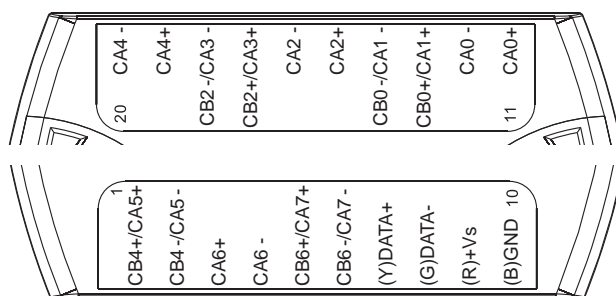 CA4 -
CA4+
CB2 -/CA3 -
CB2+/CA3+
CA2 -
CA2+
CB0 -/CA1 -
CB0+/CA1+
CA0 -
CA0+
20
11
1
CB4+/CA5+
CB4 -/CA5 -
CA6+
CA6 -
CB6+/CA7+
CB6 -/CA7 -
(Y)DATA+
(G)DATA-
(R)+Vs
(B)GND
10